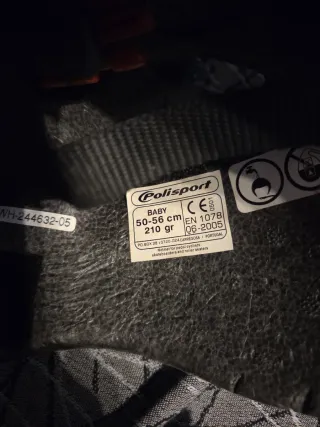 Polisport
BABY
50-56 cm
210 gr
CE
EN 1078
06-2005
WH-244632-05